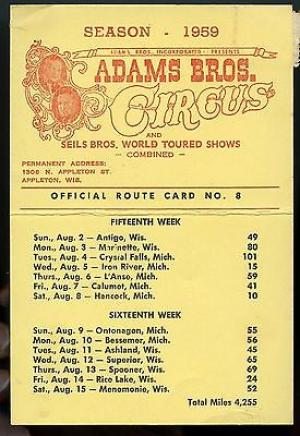 SEASON - 1959
ADAMS BROS. INCORPORATED - PRESENTS
ADAMS BROS.
CIRCUS
AND
SEILS BROS. WORLD TOURED SHOWS
- COMBINED -
PERMANENT ADDRESS:
1306 N. APPLETON ST.
APPLETON, WIS.
OFFICIAL ROUTE CARD NO. 8
FIFTEENTH WEEK
Sun., Aug. 2 — Antigo, Wis. 49
Mon., Aug. 3 — Marinette, Wis. 80
Tues., Aug. 4 — Crystal Falls, Mich. 101
Wed., Aug. 5 — Iron River, Mich. 15
Thurs., Aug. 6 — L'Anse, Mich. 59
Fri., Aug. 7 — Calumet, Mich. 41
Sat., Aug. 8 — Hancock, Mich. 10
SIXTEENTH WEEK
Sun., Aug. 9 — Ontonagon, Mich. 55
Mon., Aug. 10 — Bessemer, Mich. 56
Tues., Aug. 11 — Ashland, Wis. 45
Wed., Aug. 12 — Superior, Wis. 65
Thurs., Aug. 13 — Spooner, Wis. 69
Fri., Aug. 14 — Rice Lake, Wis. 24
Sat., Aug. 15 — Menomonie, Wis. 52
Total Miles 4,255